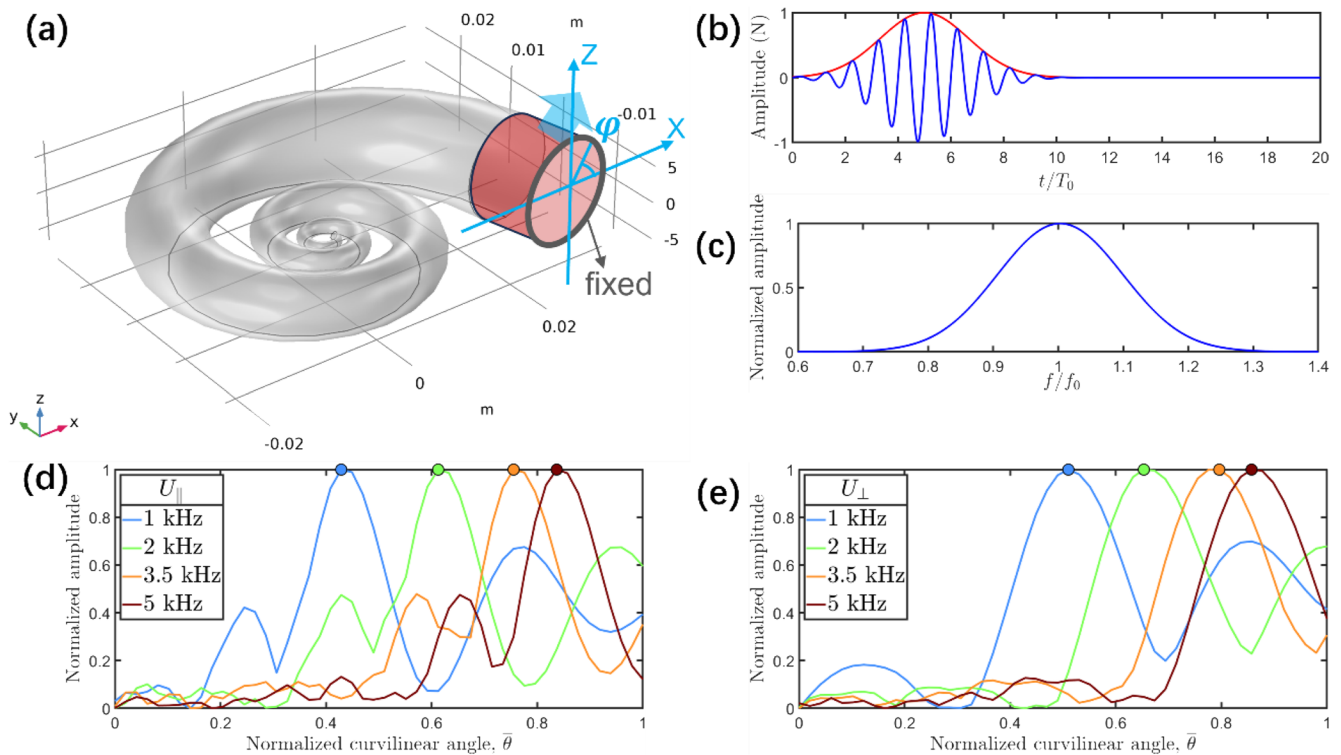 (a)
0.02
m
0.01
Z
-0.01
φ
X
5
0
-5
fixed
0.02
0
m
-0.02
z
y
x
(b)
Amplitude (N)
1
0
-1
0 2 4 6 8 10 12 14 16 18 20
t/T₀
(c)
Normalized amplitude
1
0.5
0
0.6 0.7 0.8 0.9 1 1.1 1.2 1.3 1.4
f/f₀
(d)
Normalized amplitude
1
0.8
0.6
0.4
0.2
0
U∥
1 kHz
2 kHz
3.5 kHz
5 kHz
0 0.2 0.4 0.6 0.8 1
Normalized curvilinear angle, θ̅
(e)
Normalized amplitude
1
0.8
0.6
0.4
0.2
0
U⊥
1 kHz
2 kHz
3.5 kHz
5 kHz
0 0.2 0.4 0.6 0.8 1
Normalized curvilinear angle, θ̅